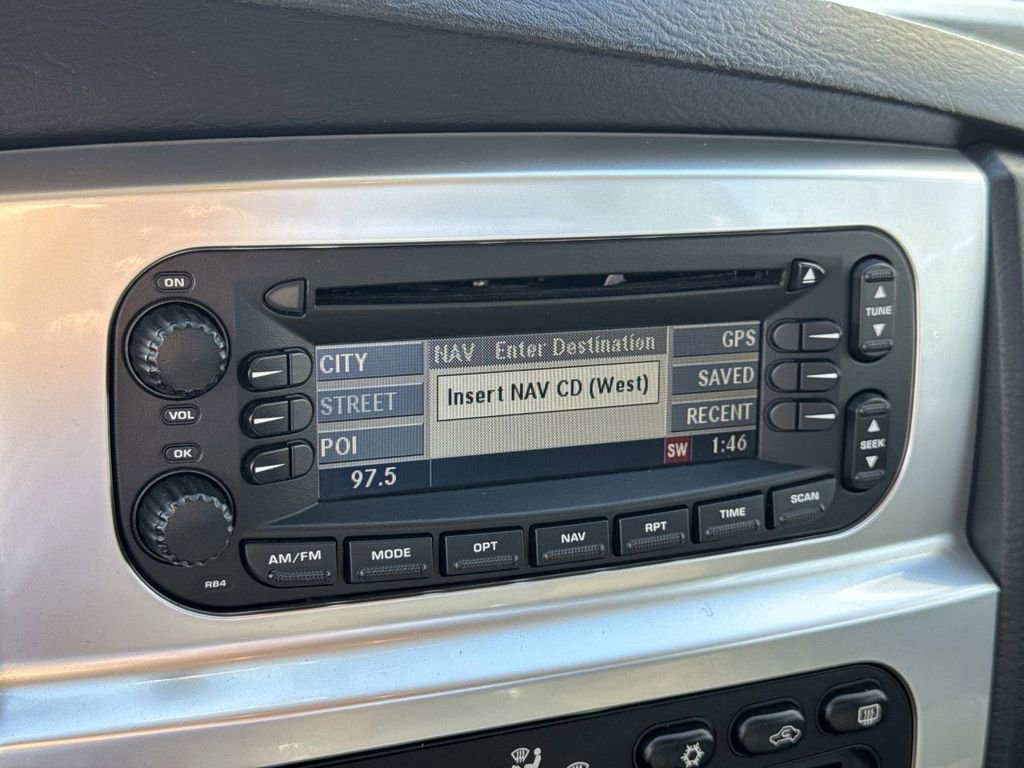 ON
TUNE
CITY
NAV Enter Destination
GPS
STREET
Insert NAV CD (West)
SAVED
VOL
POI
RECENT
SEEK
OK
97.5
SW
1:46
AM/FM
MODE
OPT
NAV
RPT
TIME
SCAN
RB4